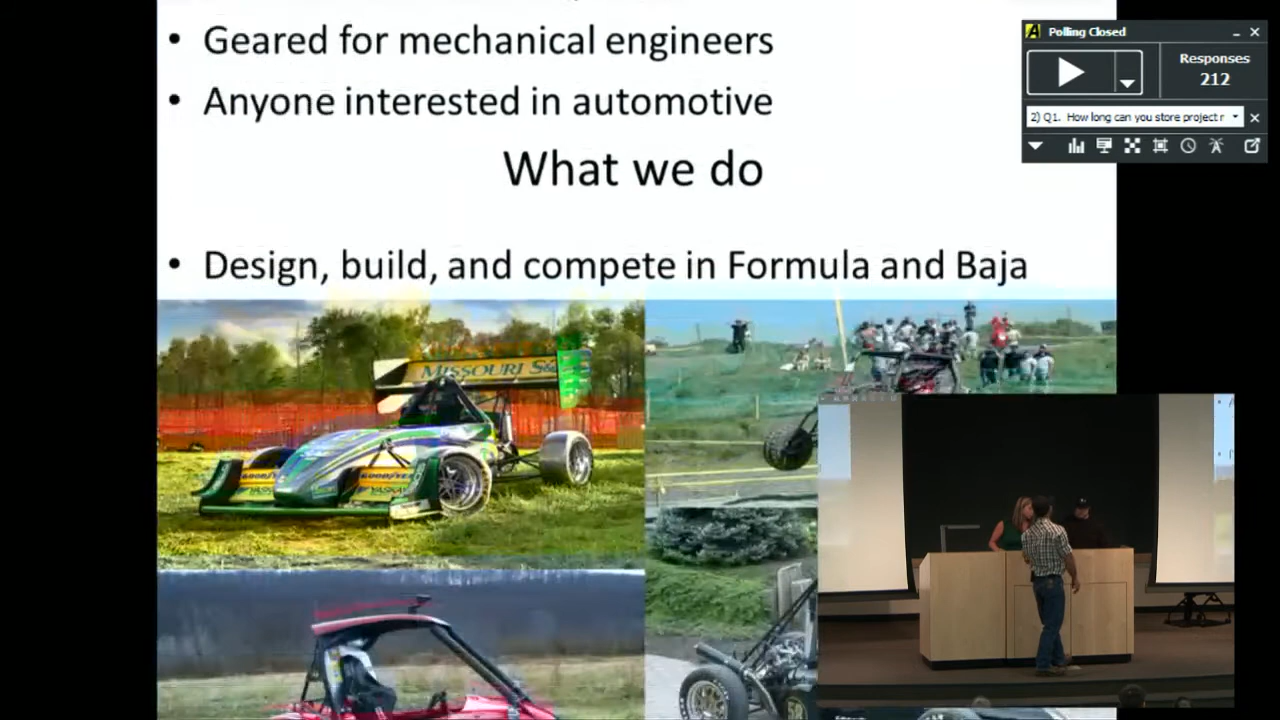 • Geared for mechanical engineers
• Anyone interested in automotive
What we do
• Design, build, and compete in Formula and Baja
Polling Closed
Responses
212
2) Q1. How long can you store project r
MISSOURI S&
GOODYEAR